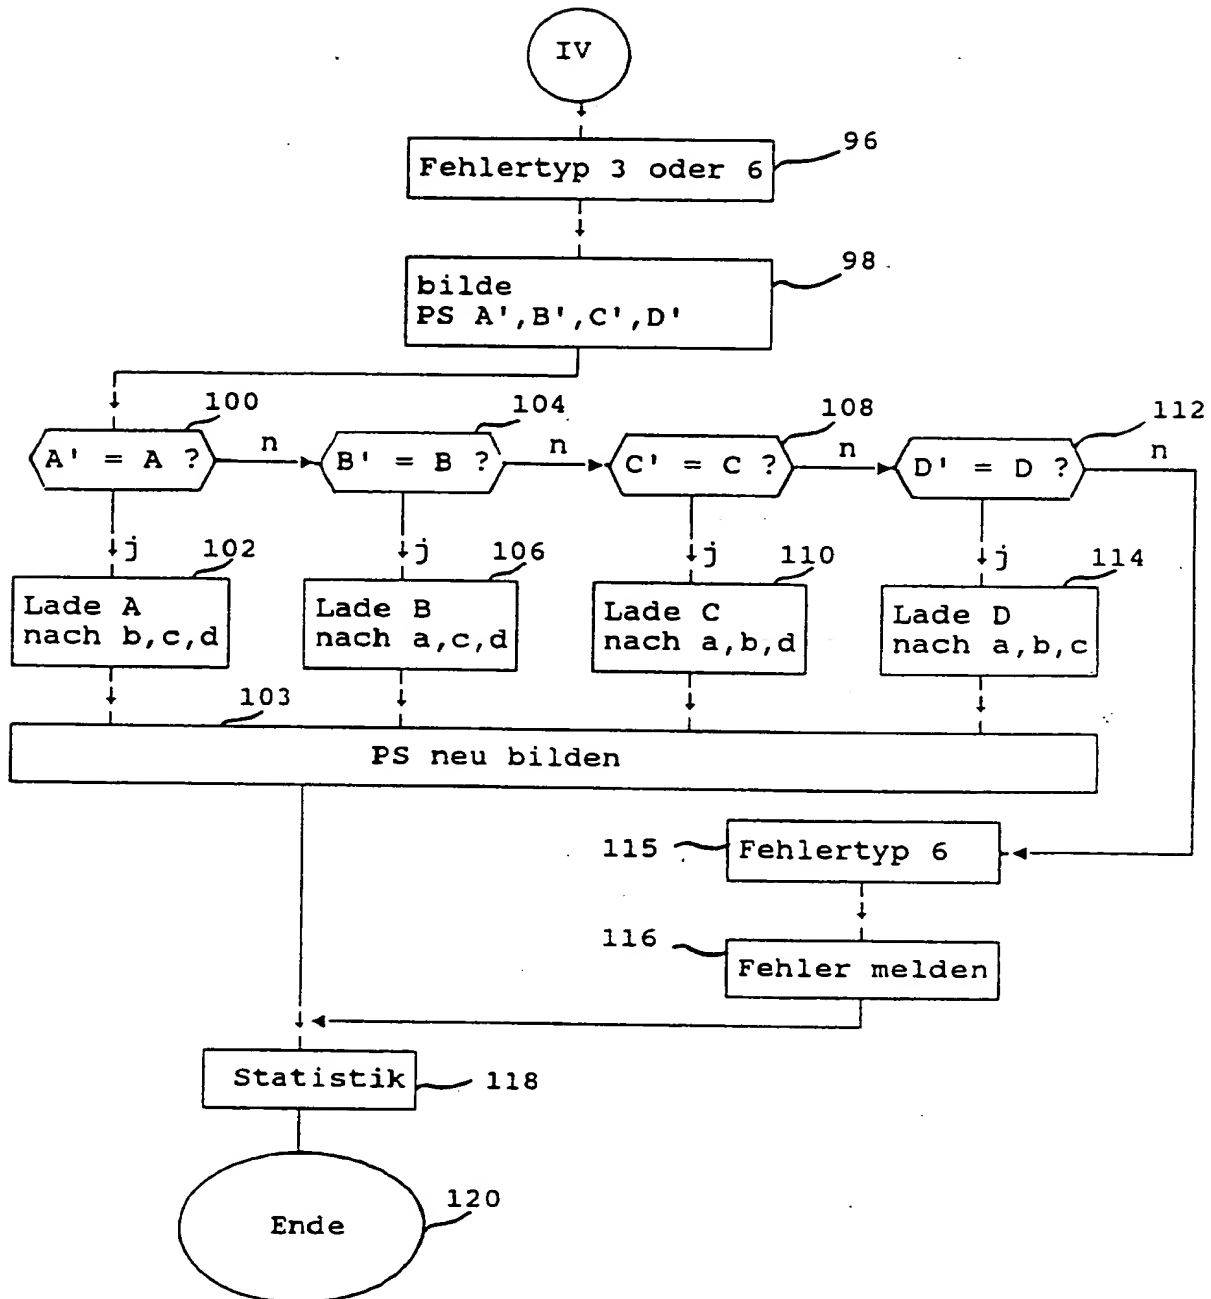 IV
96
Fehlertyp 3 oder 6
98
bilde
PS A',B',C',D'
100
104
108
112
A' = A ?
n
B' = B ?
n
C' = C ?
n
D' = D ?
n
j
102
j
106
j
110
j
114
Lade A
nach b,c,d
Lade B
nach a,c,d
Lade C
nach a,b,d
Lade D
nach a,b,c
103
PS neu bilden
115
Fehlertyp 6
116
Fehler melden
Statistik
118
120
Ende